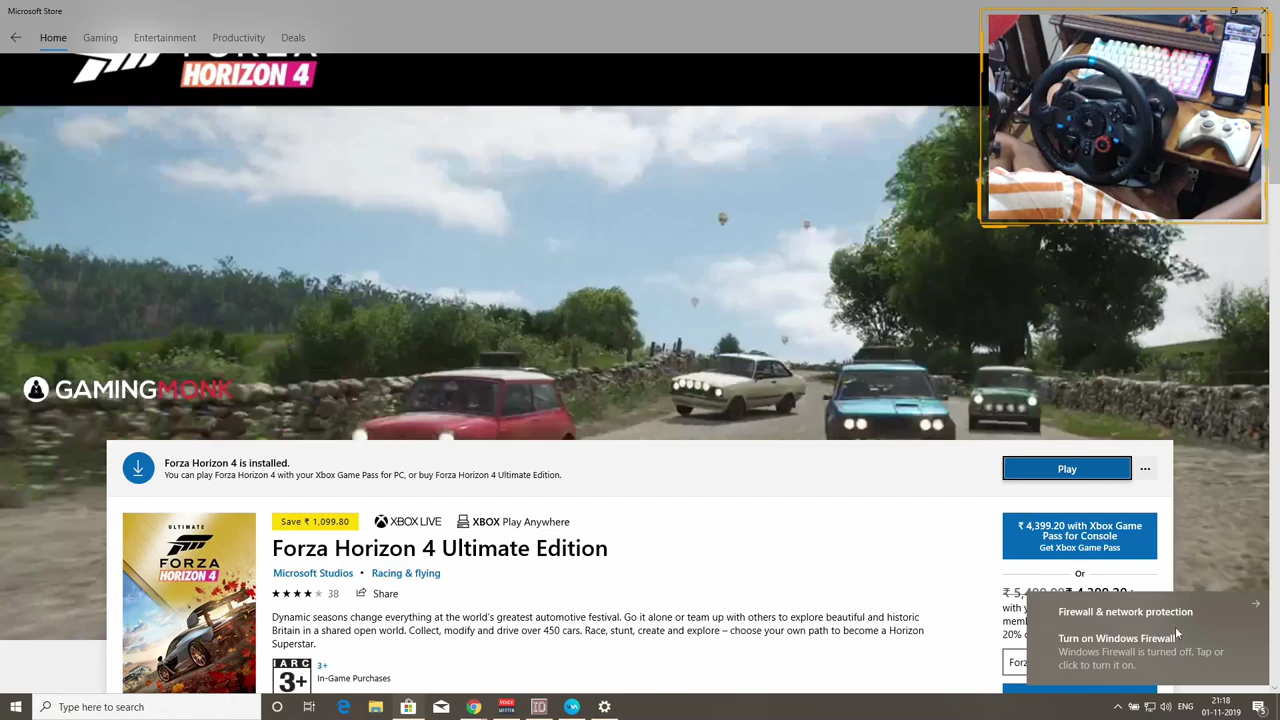 Microsoft Store
Home Gaming Entertainment Productivity Deals
HORIZON 4
GAMINGMONK
Forza Horizon 4 is installed.
You can play Forza Horizon 4 with your Xbox Game Pass for PC, or buy Forza Horizon 4 Ultimate Edition.
Play
ULTIMATE
FORZA
HORIZON 4
Save ₹ 1,099.80
XBOX LIVE
XBOX Play Anywhere
Forza Horizon 4 Ultimate Edition
Microsoft Studios • Racing & flying
38 Share
Dynamic seasons change everything at the world's greatest automotive festival. Go it alone or team up with others to explore beautiful and historic
Britain in a shared open world. Collect, modify and drive over 450 cars. Race, stunt, create and explore – choose your own path to become a Horizon
Superstar.
IARC
3+
3+
In-Game Purchases
₹ 4,399.20 with Xbox Game
Pass for Console
Get Xbox Game Pass
Or
with
20%
Firewall & network protection
Turn on Windows Firewall
Windows Firewall is turned off. Tap or
click to turn it on.
Type here to search
ENG
21:18
01-11-2019